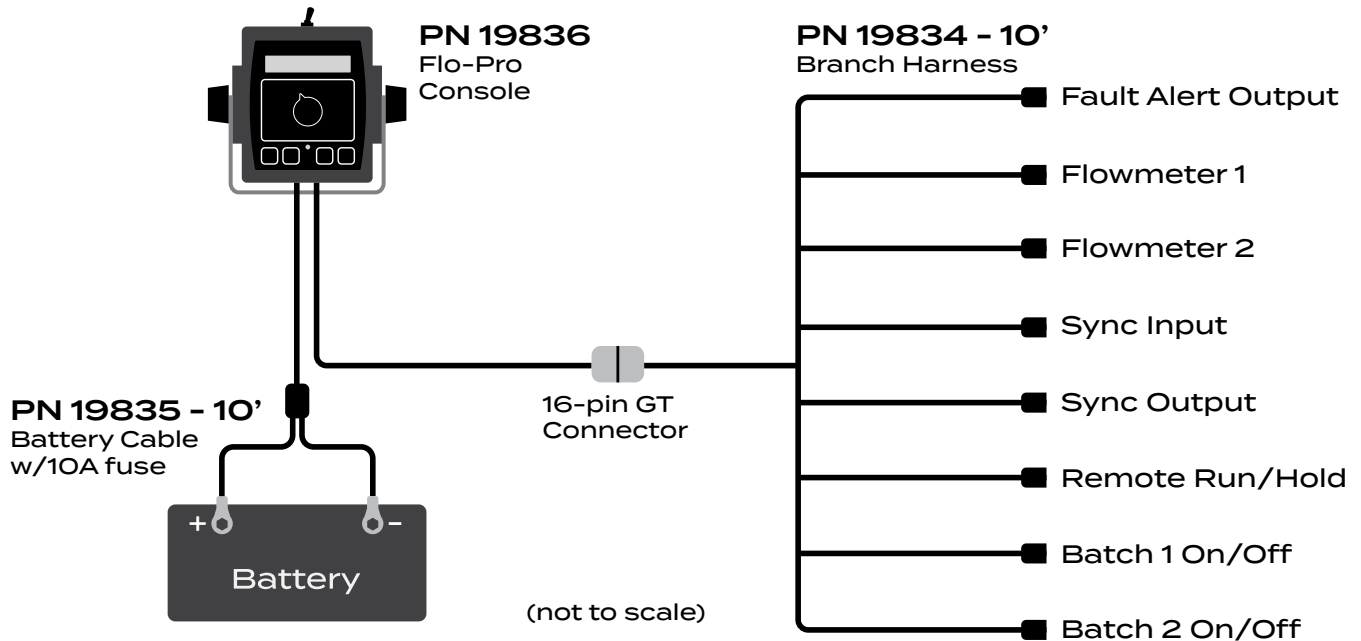 PN 19836
Flo-Pro
Console
PN 19834 - 10’
Branch Harness
Fault Alert Output
Flowmeter 1
Flowmeter 2
Sync Input
Sync Output
Remote Run/Hold
Batch 1 On/Off
Batch 2 On/Off
16-pin GT
Connector
PN 19835 - 10’
Battery Cable
w/10A fuse
+ -
Battery
(not to scale)